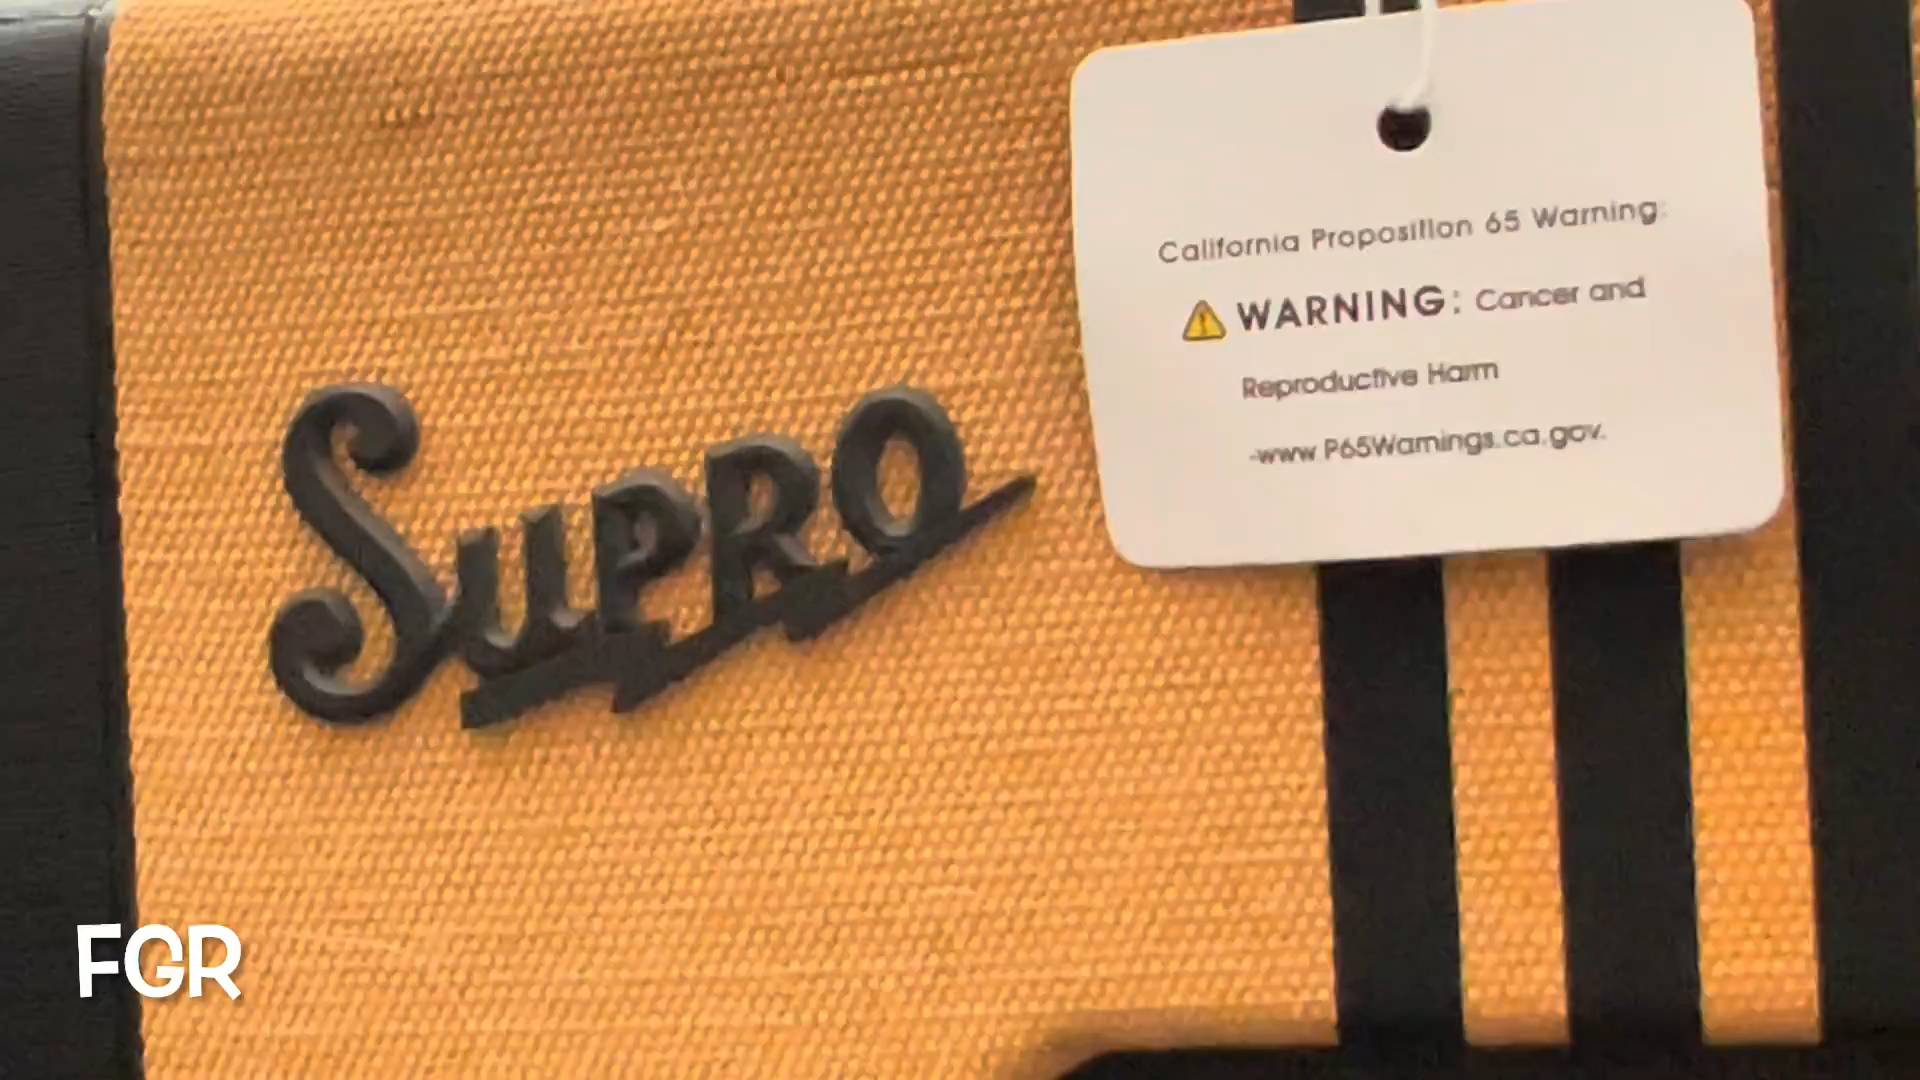 California Proposition 65 Warning:
WARNING: Cancer and
Reproductive Harm
-www.P65Warnings.ca.gov.
SUPRO
FGR